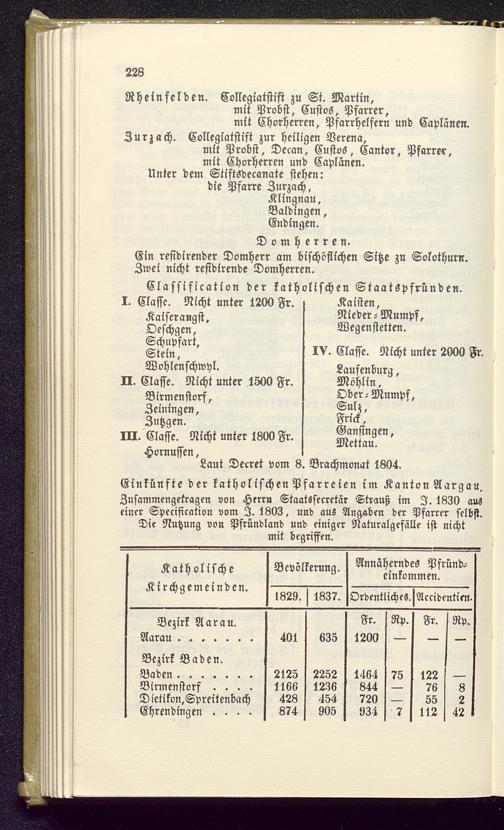 228
Rheinfelden. Collegiatstift zu St. Martin,
mit Probst, Custos, Pfarrer,
mit Chorherren, Pfarrhelfern und Caplänen.
Zurzach. Collegiatstift zur heiligen Verena,
mit Probst, Decan, Custos, Cantor, Pfarrer,
mit Chorherren und Caplänen.
Unter dem Stiftsdecanate stehen:
die Pfarre Zurzach,
Klingnau,
Baldingen,
Endingen.
Domherren.
Ein residirender Domherr am bischöflichen Sitze zu Solothurn.
Zwei nicht residirende Domherren.
Classification der katholischen Staatspfründen.
I. Classe. Nicht unter 1200 Fr.
Kaiseraugst,
Oeschgen,
Schupfart,
Stein,
Wohlenschwyl.
II. Classe. Nicht unter 1500 Fr.
Birmenstorf,
Zeiningen,
Zuzgen.
III. Classe. Nicht unter 1800 Fr.
Hornussen,
Kaisten,
Nieder-Mumpf,
Wegenstetten.
IV. Classe. Nicht unter 2000 Fr.
Laufenburg,
Möhlin,
Ober-Mumpf,
Sulz,
Frick,
Gansingen,
Mettau.
Laut Decret vom 8. Brachmonat 1804.
Einkünfte der katholischen Pfarreien im Kanton Aargau.
Zusammengetragen von Herrn Staatssecretär Strauß im J. 1830 aus
einer Specification vom J. 1803, und aus Angaben der Pfarrer selbst.
Die Nutzung von Pfründland und einiger Naturalgefälle ist nicht
mit begriffen.
Katholische Kirchgemeinden. Bevölkerung. Annäherndes Pfründ-
einkommen.
1829. 1837. Ordentliches. Accidentien.
Bezirk Aarau. Fr. Rp. Fr. Rp.
Aarau . . . . . . . 401 635 1200 — — —
Bezirk Baden.
Baden . . . . . . . 2125 2252 1464 75 122 —
Birmenstorf . . . . 1166 1236 844 — 76 8
Dietikon, Spreitenbach 428 454 720 — 55 2
Ehrendingen . . . . 874 905 934 7 112 42